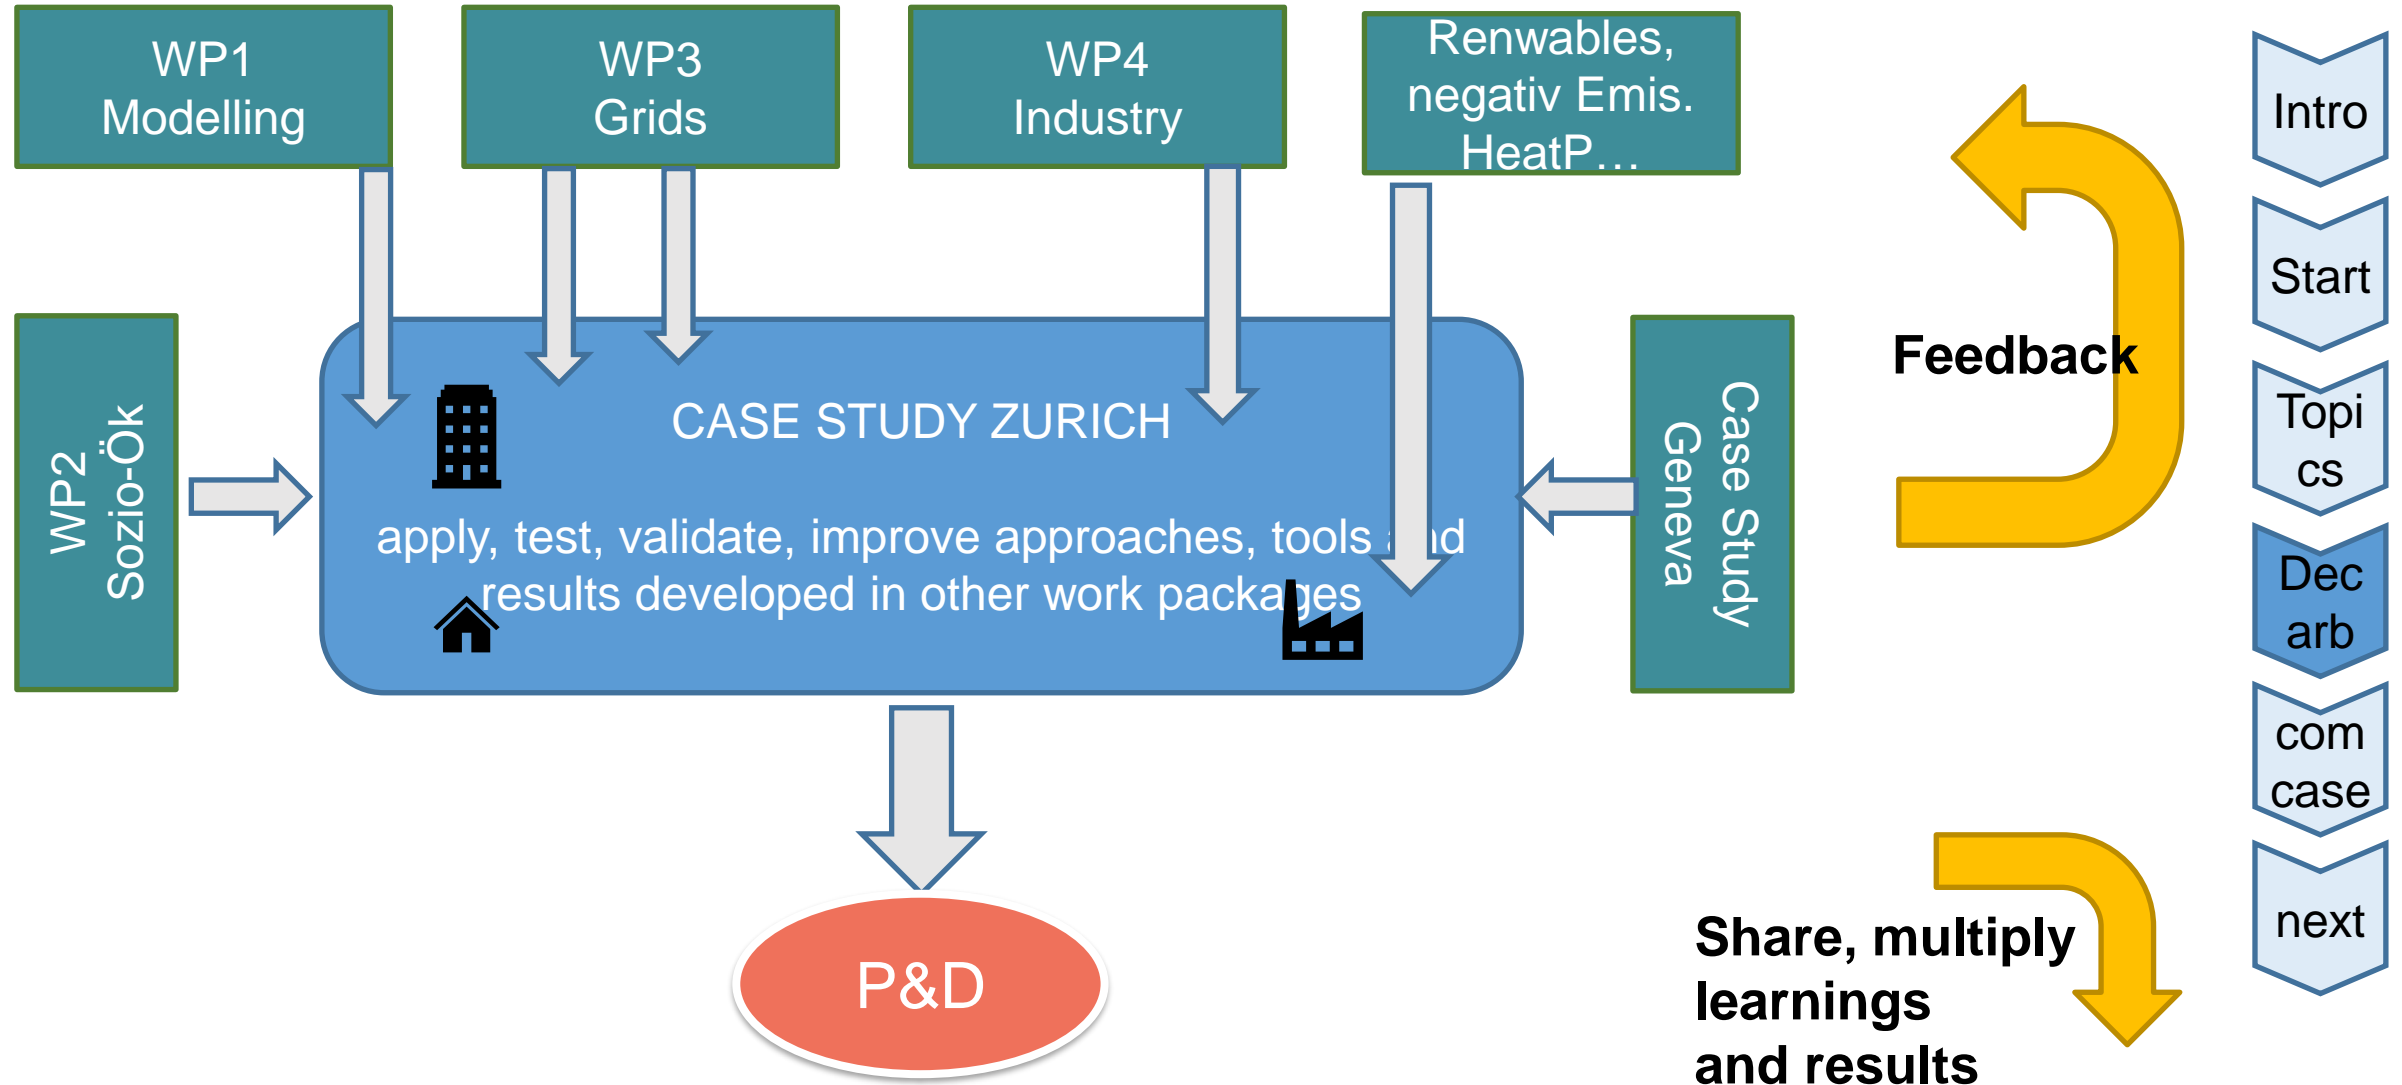 WP1
Modelling
WP3
Grids
WP4
Industry
Renwables,
negativ Emis.
HeatP…
WP2
Sozio-Ök
CASE STUDY ZURICH
apply, test, validate, improve approaches, tools and
results developed in other work packages
Case Study
Geneva
P&D
Feedback
Share, multiply
learnings
and results
Intro
Start
Topi
cs
Dec
arb
com
case
next